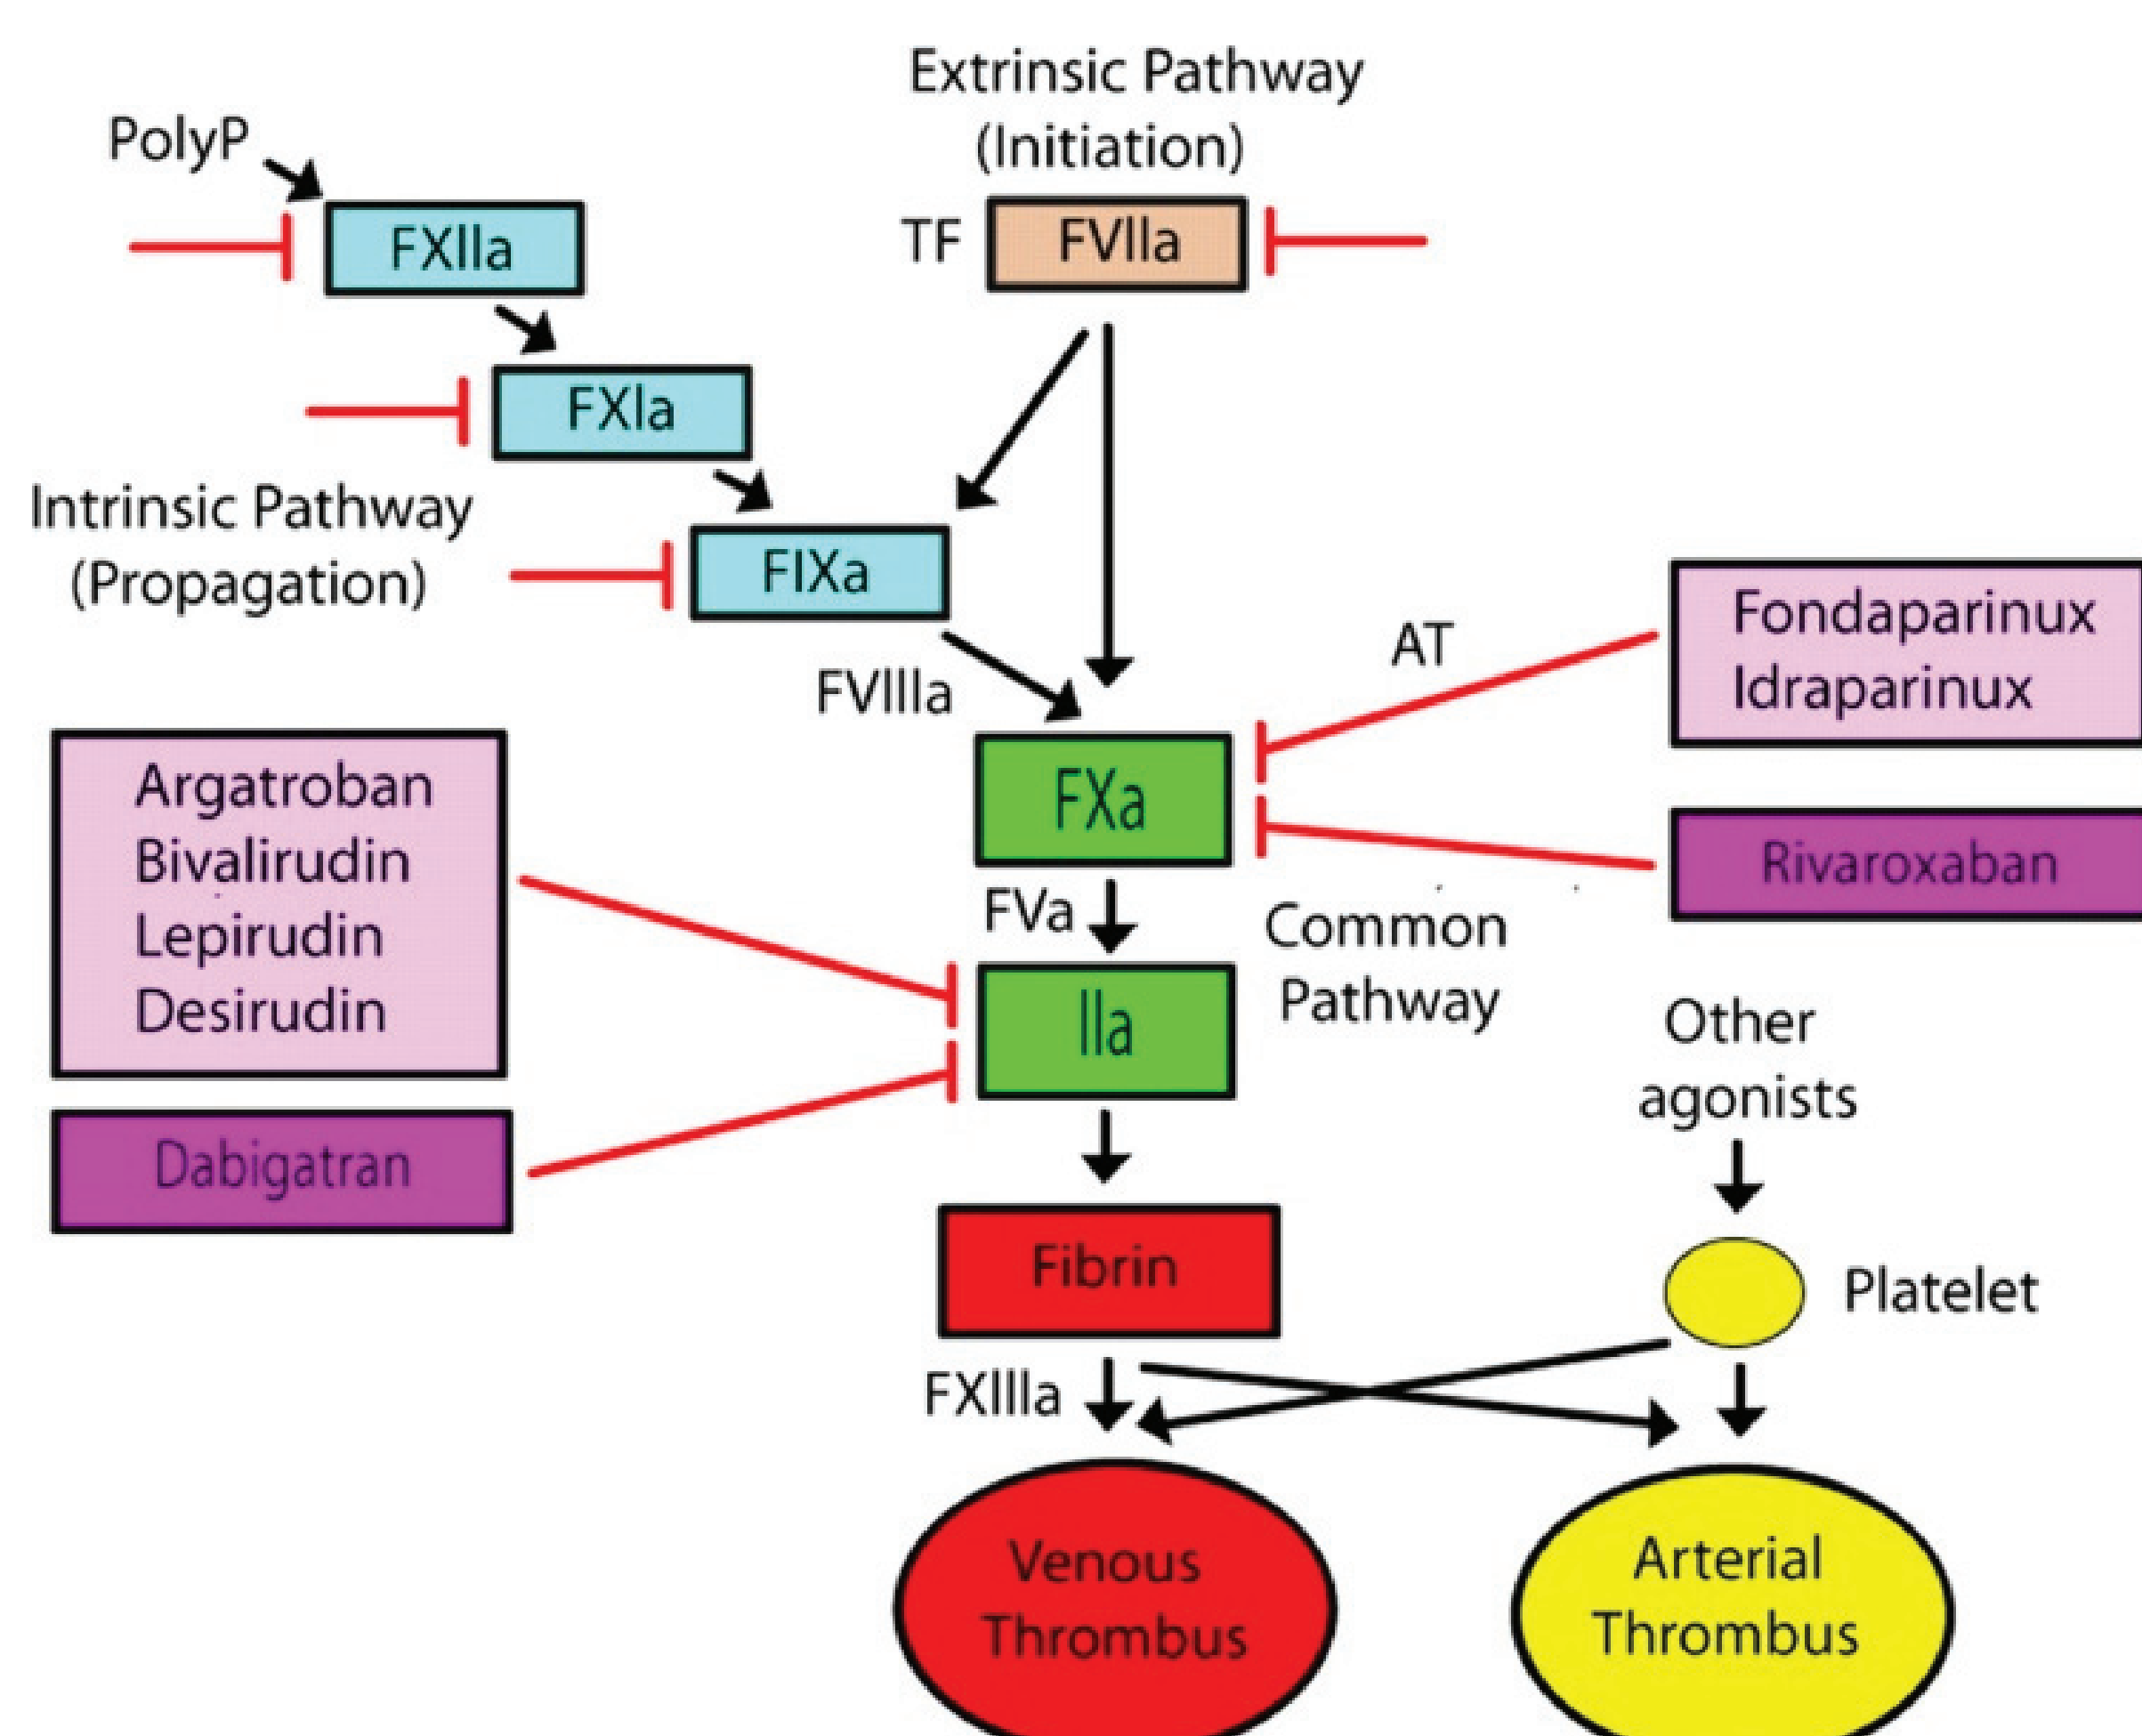 Extrinsic Pathway
(Initiation)
PolyP
FXIIa
TF
FVIIa
FXIa
Intrinsic Pathway
(Propagation)
FIXa
FVIIIa
AT
Fondaparinux
Idraparinux
Argatroban
Bivalirudin
Lepirudin
Desirudin
FXa
Rivaroxaban
FVa
Common
Pathway
IIa
Other
agonists
Dabigatran
Fibrin
Platelet
FXIIIa
Venous
Thrombus
Arterial
Thrombus